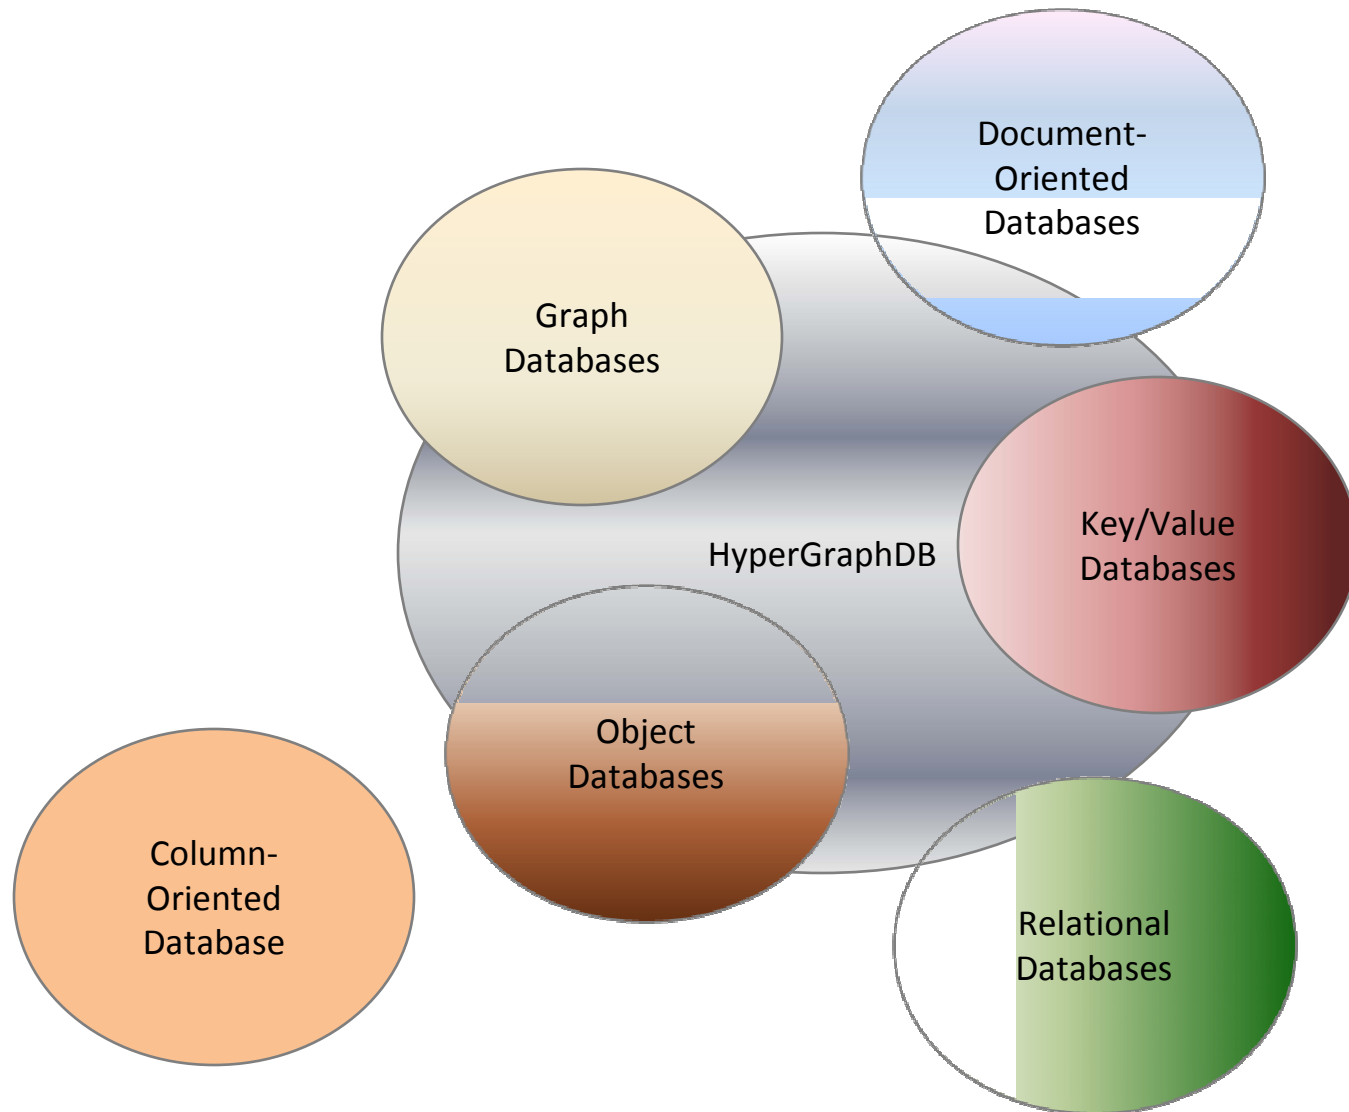 Document-
Oriented
Databases
Graph
Databases
Key/Value
Databases
HyperGraphDB
Object
Databases
Column-
Oriented
Database
Relational
Databases